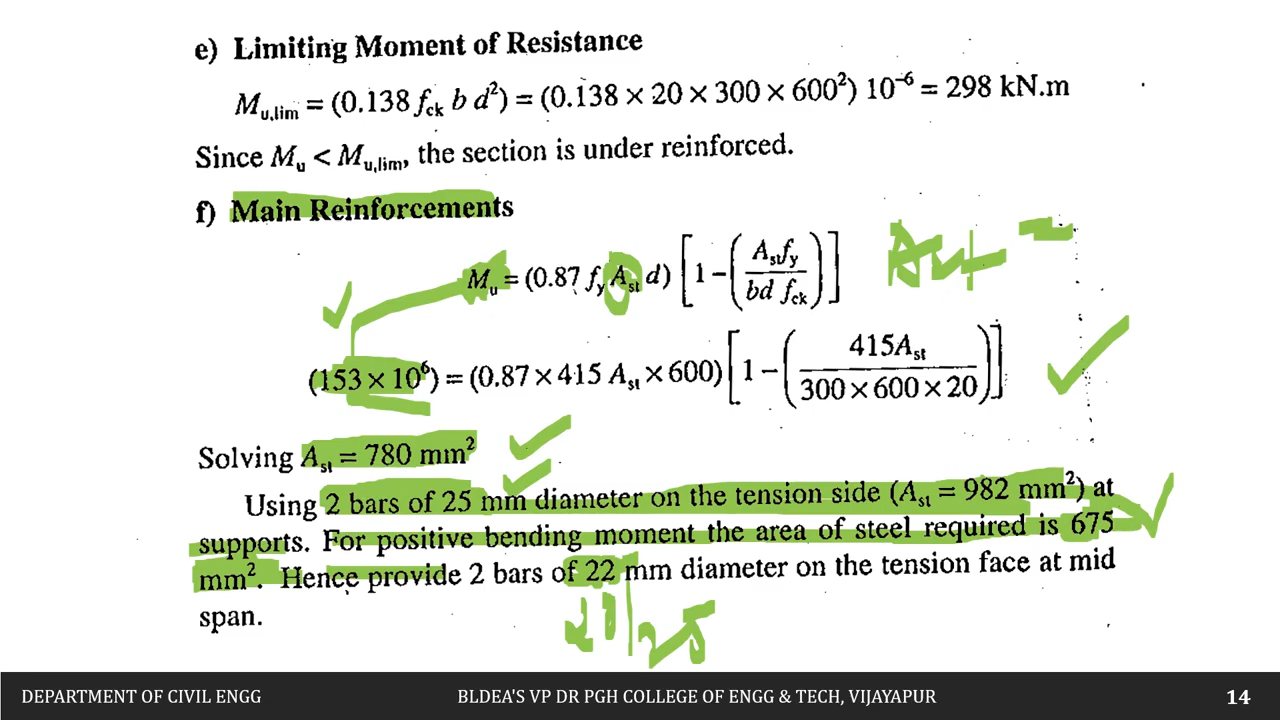 e) Limiting Moment of Resistance
M_u,lim = (0.138 f_ck b d²) = (0.138 × 20 × 300 × 600²) 10⁻⁶ = 298 kN.m
Since M_u < M_u,lim, the section is under reinforced.
f) Main Reinforcements
M_u = (0.87 f_y A_st d) [1 − (A_st f_y / bd f_ck)]
Ast =
(153 × 10⁶) = (0.87 × 415 A_st × 600) [1 − (415A_st / 300 × 600 × 20)]
Solving A_st = 780 mm²
Using 2 bars of 25 mm diameter on the tension side (A_st = 982 mm²) at
supports. For positive bending moment the area of steel required is 675
mm². Hence provide 2 bars of 22 mm diameter on the tension face at mid
span.
20/25
DEPARTMENT OF CIVIL ENGG BLDEA'S VP DR PGH COLLEGE OF ENGG & TECH, VIJAYAPUR 14